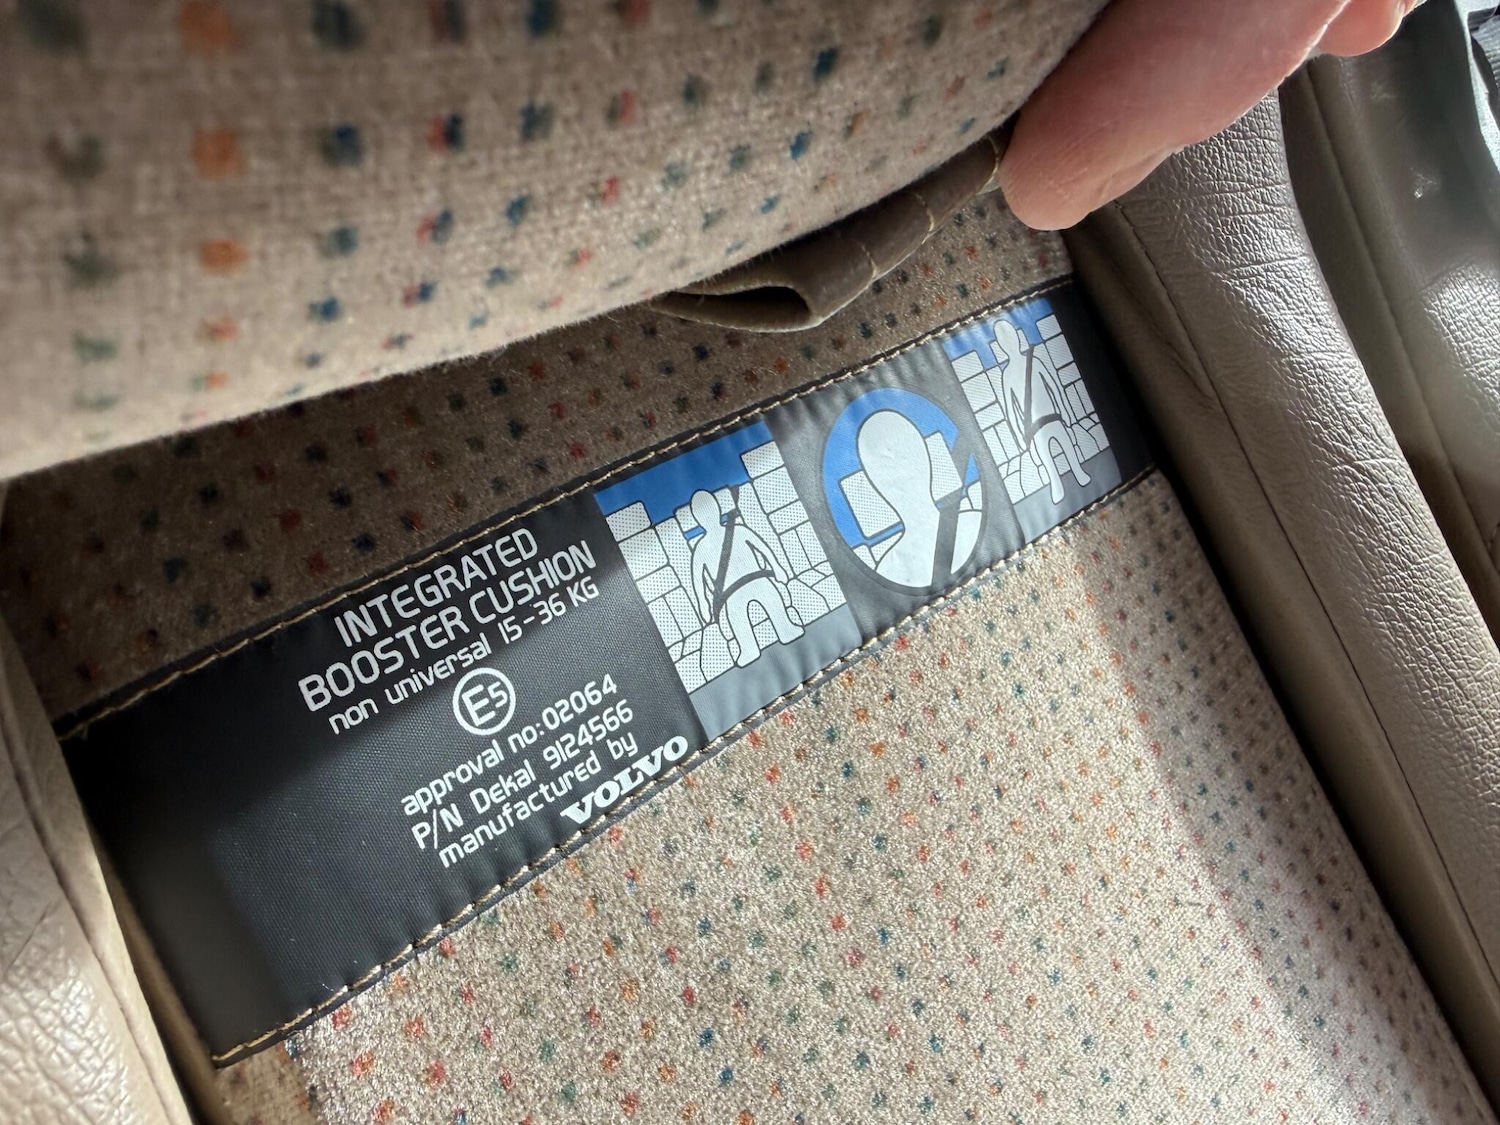 INTEGRATED
BOOSTER CUSHION
non universal 15-36 KG
E5
approval no:02064
P/N Dekal 9124566
manufactured by
VOLVO